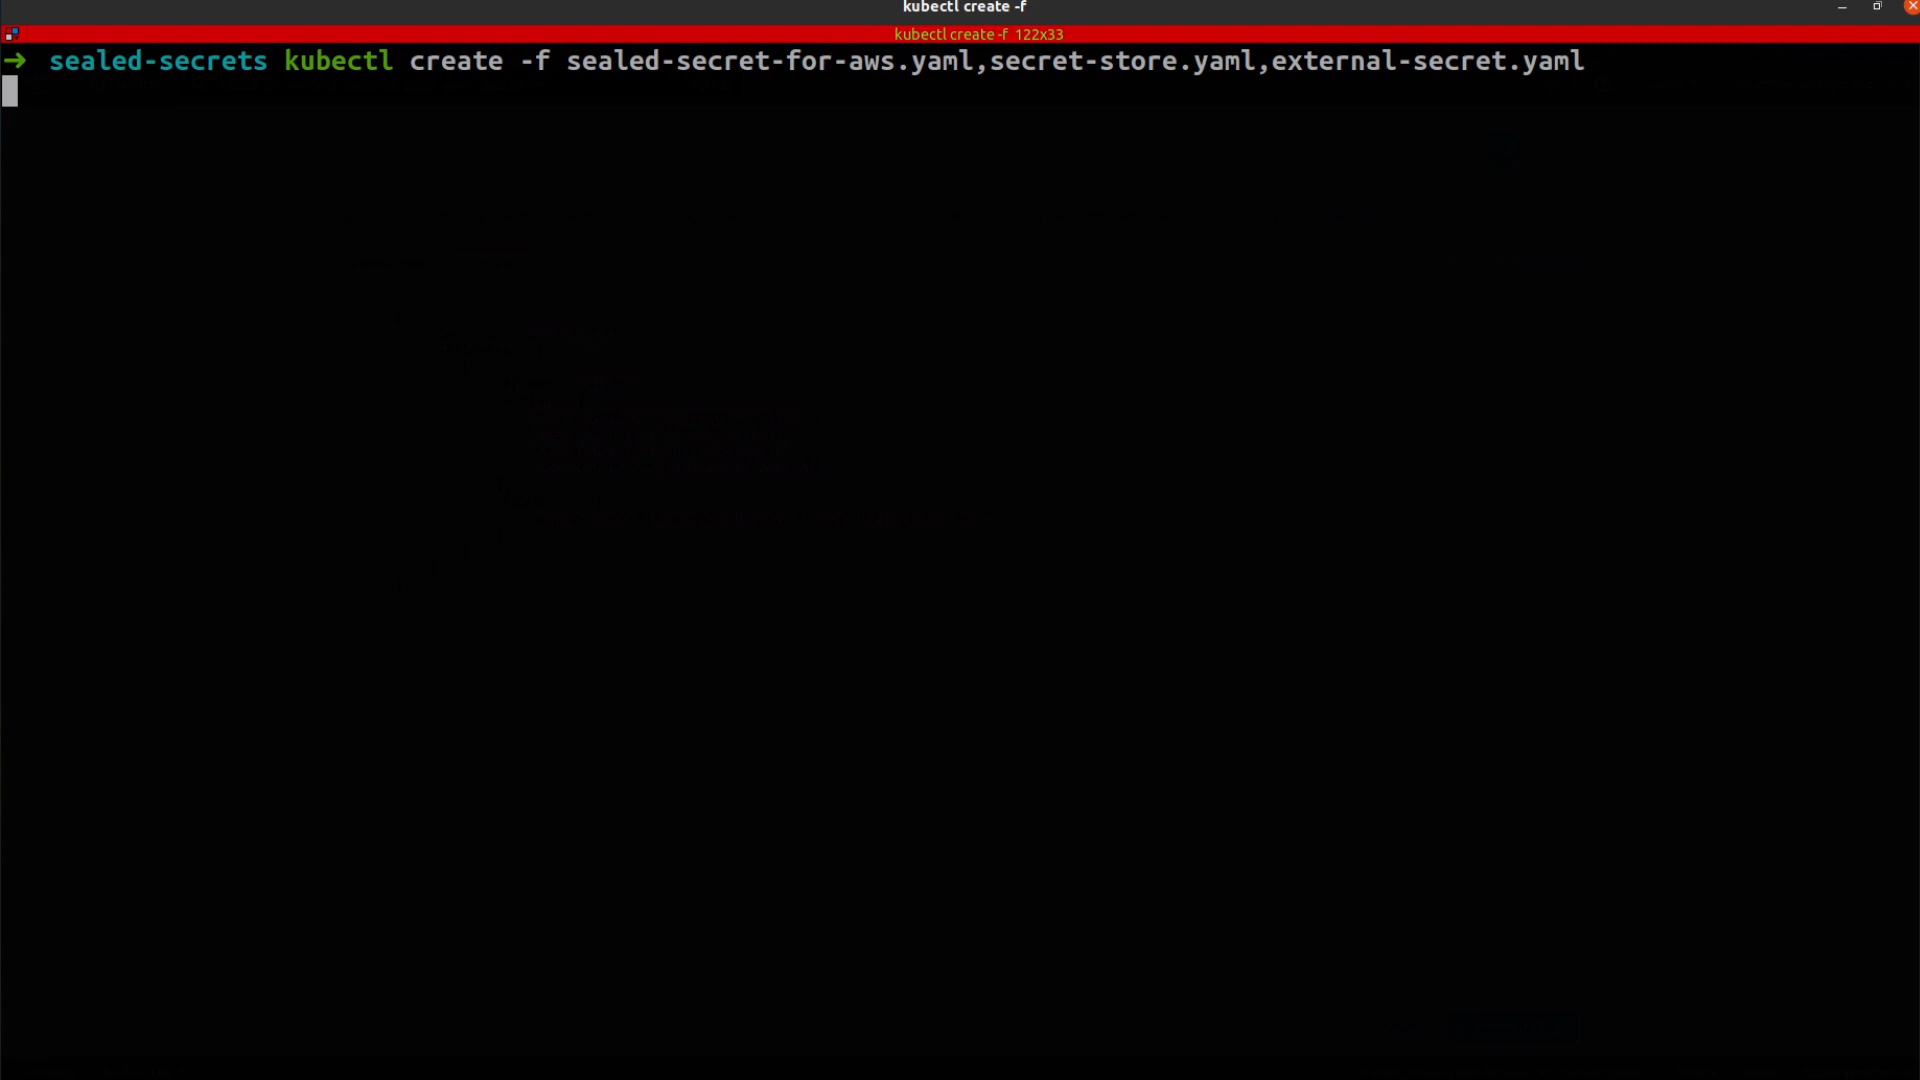 kubectl create -f
kubectl create -f 122x33
➜ sealed-secrets kubectl create -f sealed-secret-for-aws.yaml,secret-store.yaml,external-secret.yaml